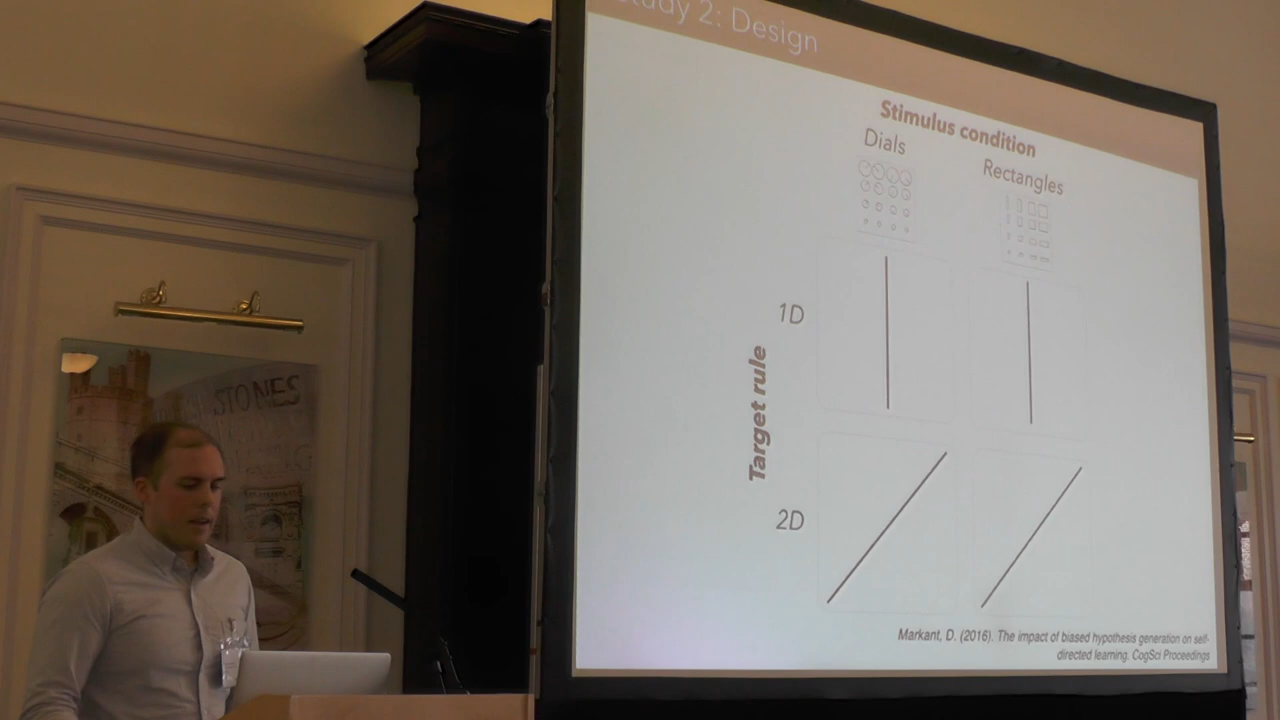 Study 2: Design
Stimulus condition
Dials
Rectangles
1D
Target rule
2D
Markant, D. (2016). The impact of biased hypothesis generation on self-
directed learning. CogSci Proceedings
STONES